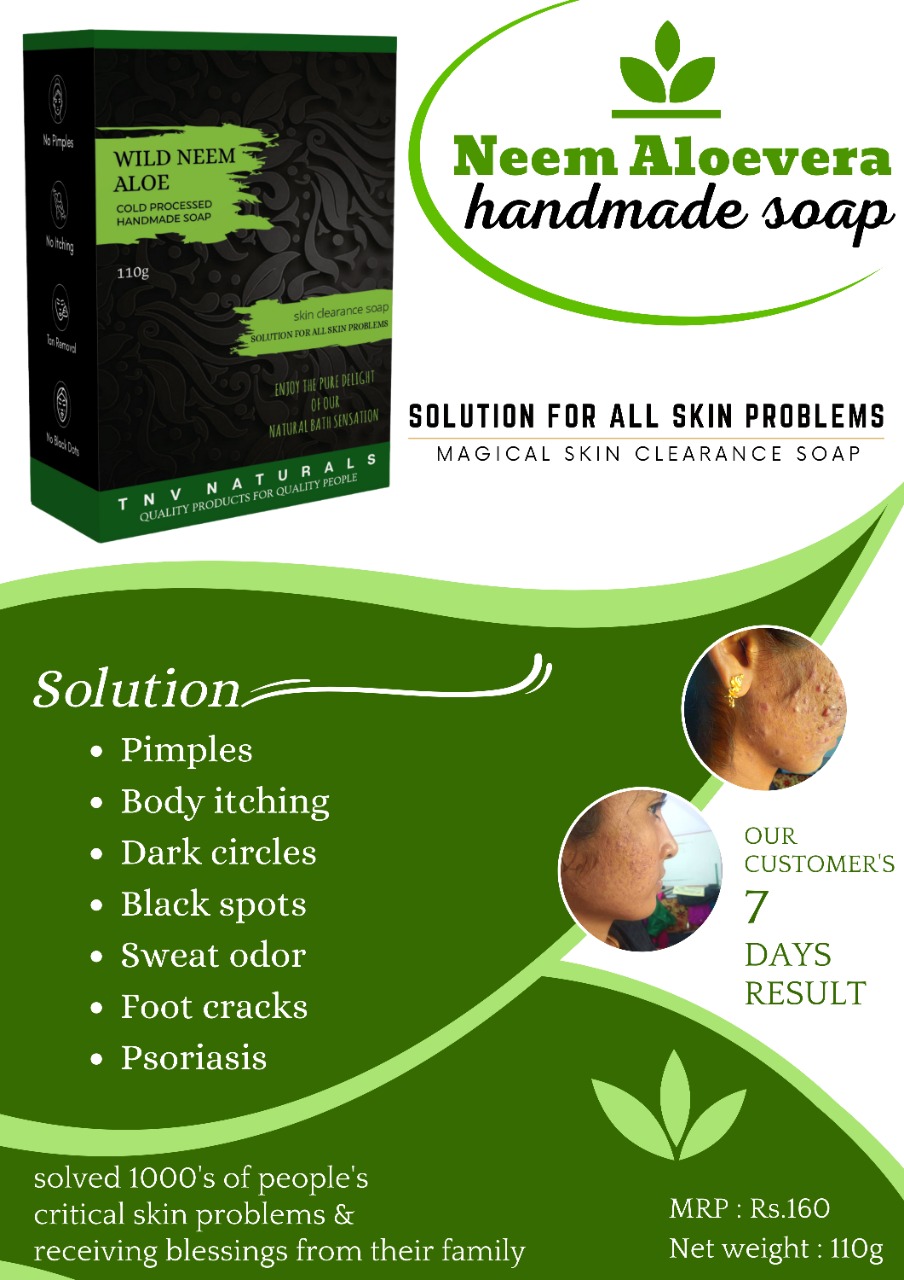 No Pimples
No Itching
Tan Removal
No Black Dots
WILD NEEM
ALOE
COLD PROCESSED
HANDMADE SOAP
110g
skin clearance soap
SOLUTION FOR ALL SKIN PROBLEMS
ENJOY THE PURE DELIGHT
OF OUR
NATURAL BATH SENSATION
TNV NATURALS
QUALITY PRODUCTS FOR QUALITY PEOPLE
Neem Aloevera
handmade soap
SOLUTION FOR ALL SKIN PROBLEMS
MAGICAL SKIN CLEARANCE SOAP
Solution
• Pimples
• Body itching
• Dark circles
• Black spots
• Sweat odor
• Foot cracks
• Psoriasis
OUR
CUSTOMER'S
7
DAYS
RESULT
solved 1000's of people's
critical skin problems &
receiving blessings from their family
MRP : Rs.160
Net weight : 110g